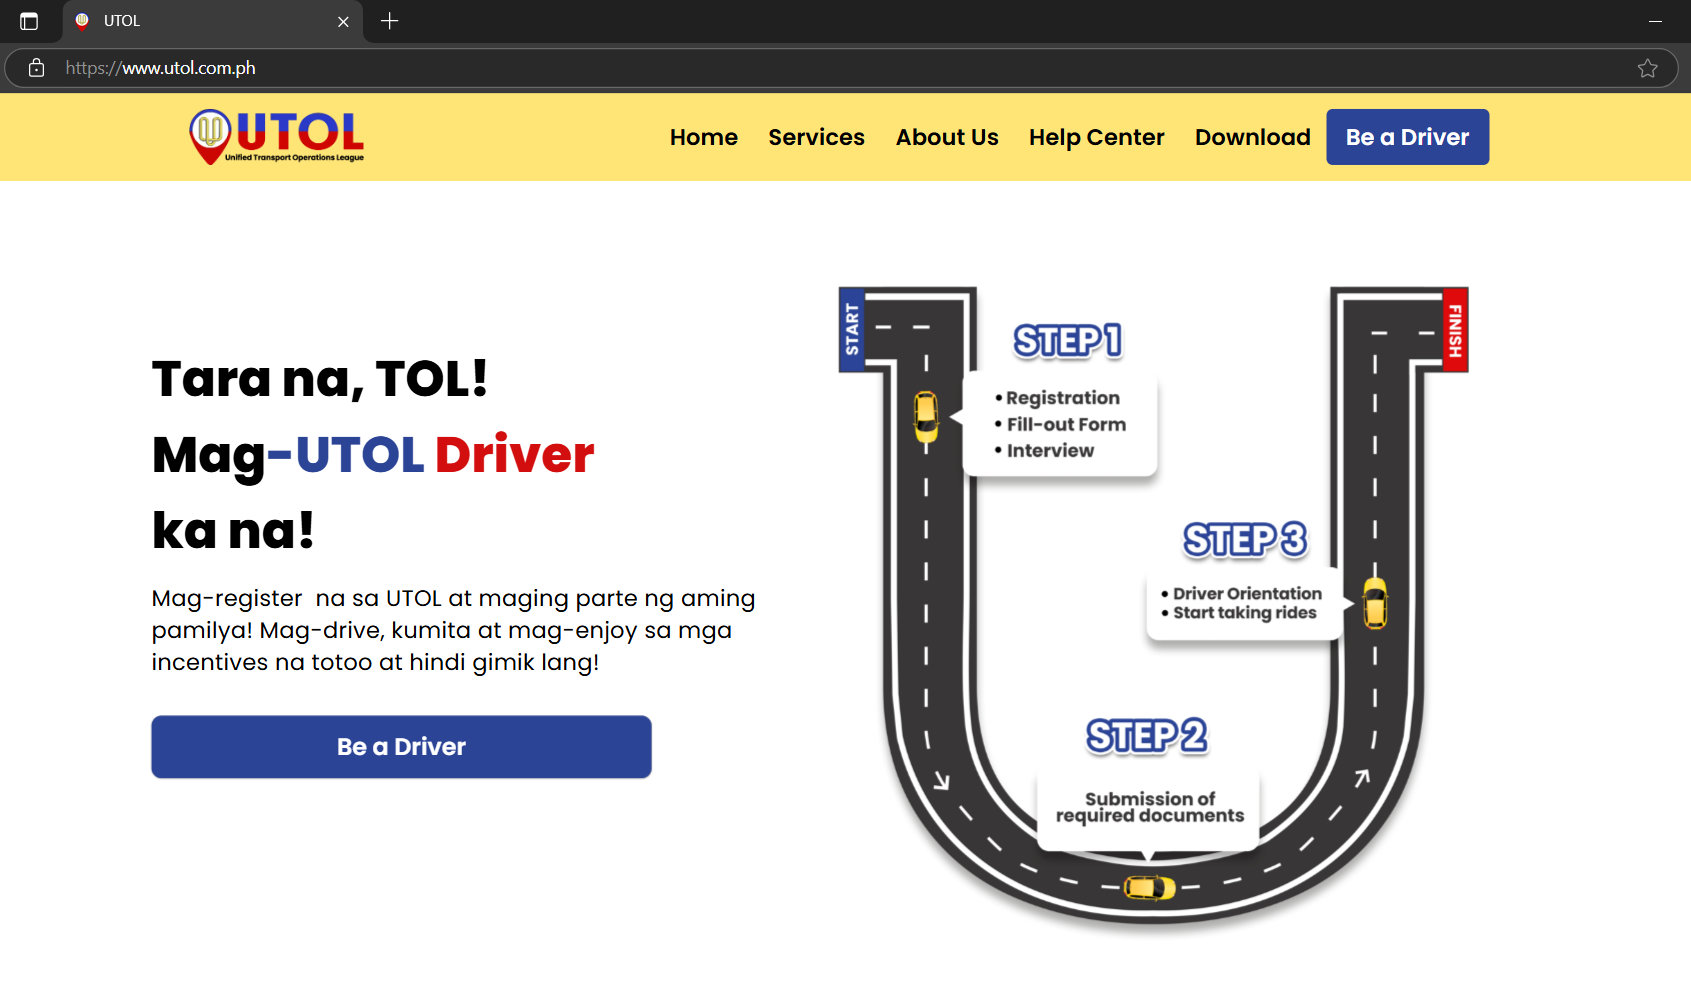 UTOL
https://www.utol.com.ph
UTOL
Unified Transport Operations League
Home Services About Us Help Center Download Be a Driver
Tara na, TOL!
Mag-UTOL Driver
ka na!
Mag-register na sa UTOL at maging parte ng aming
pamilya! Mag-drive, kumita at mag-enjoy sa mga
incentives na totoo at hindi gimik lang!
Be a Driver
START
STEP 1
• Registration
• Fill-out Form
• Interview
STEP 2
Submission of
required documents
STEP 3
• Driver Orientation
• Start taking rides
FINISH